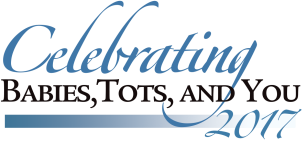 Celebrating
Babies, Tots, and You
2017